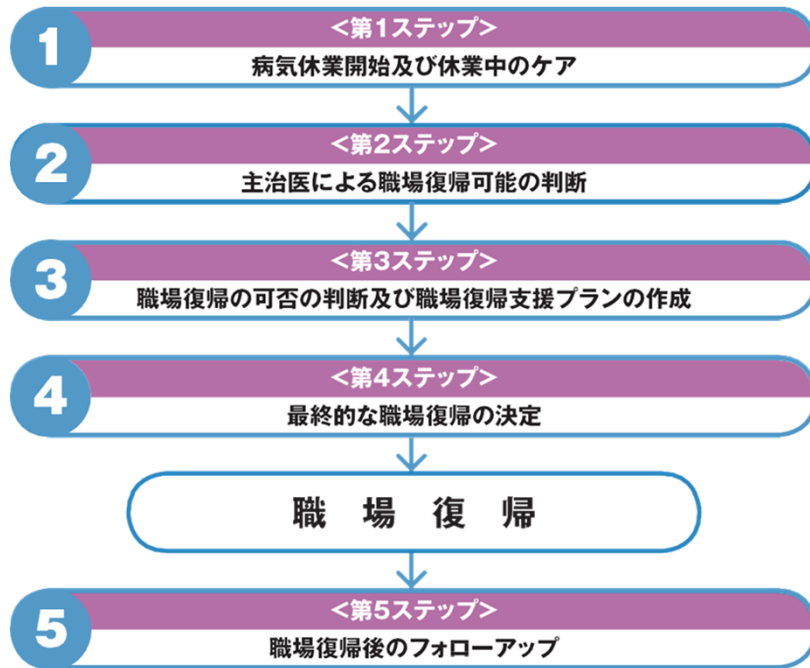 1
<第1ステップ>
病気休業開始及び休業中のケア
2
<第2ステップ>
主治医による職場復帰可能の判断
3
<第3ステップ>
職場復帰の可否の判断及び職場復帰支援プランの作成
4
<第4ステップ>
最終的な職場復帰の決定
職場復帰
5
<第5ステップ>
職場復帰後のフォローアップ